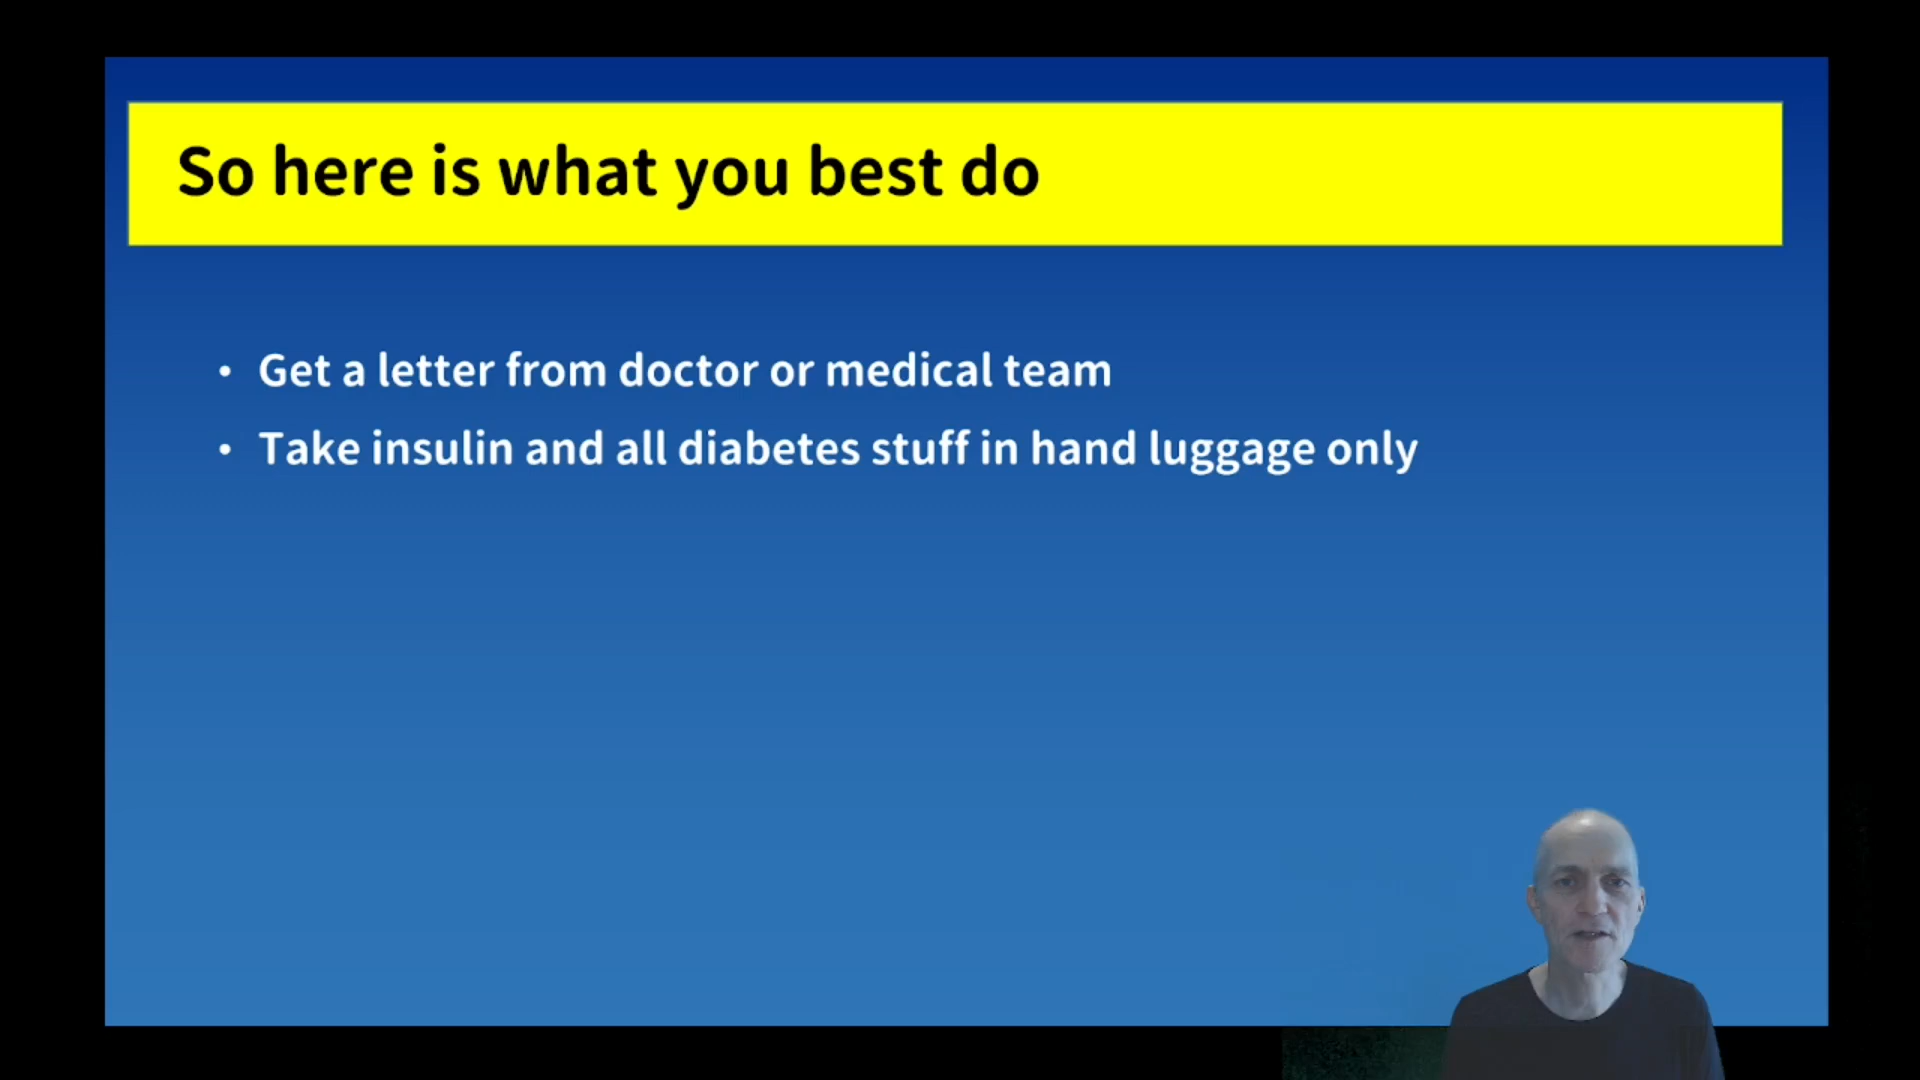 So here is what you best do
• Get a letter from doctor or medical team
• Take insulin and all diabetes stuff in hand luggage only